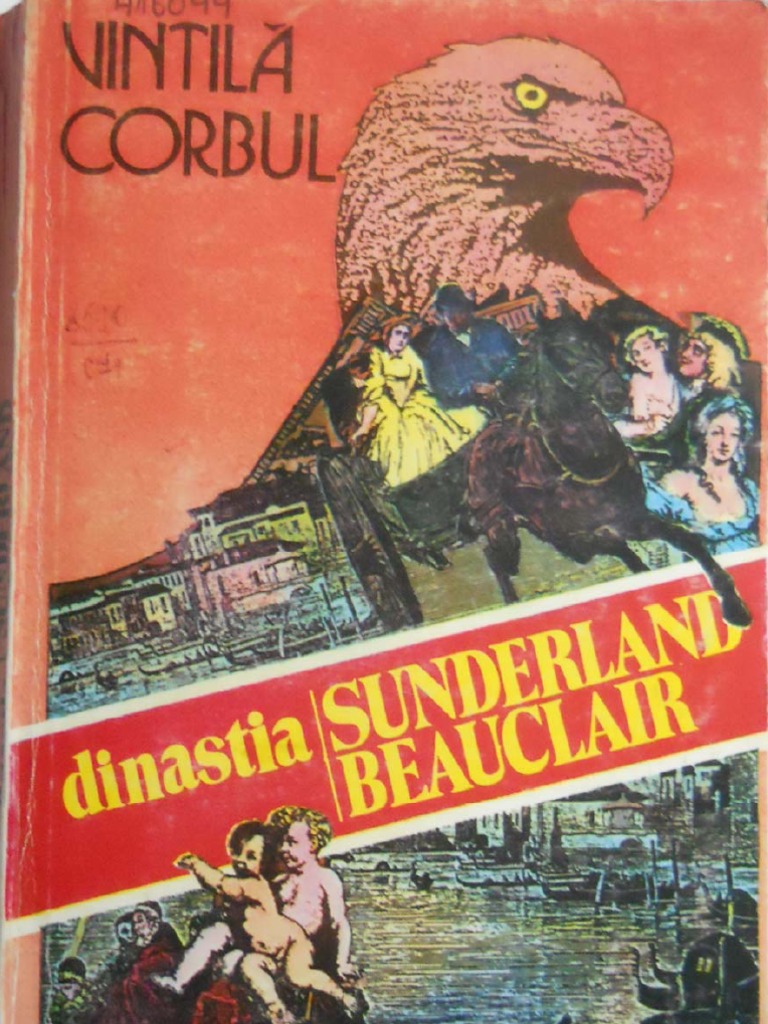 VINTILĂ
CORBUL
dinastia
SUNDERLAND
BEAUCLAIR